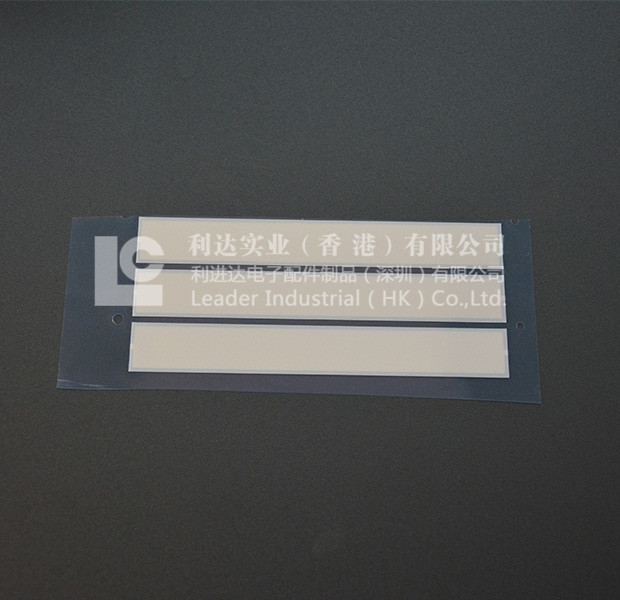 LC
利达实业（香港）有限公司
利进达电子配件制品（深圳）有限公司
Leader Industrial（HK）Co.,Ltd: